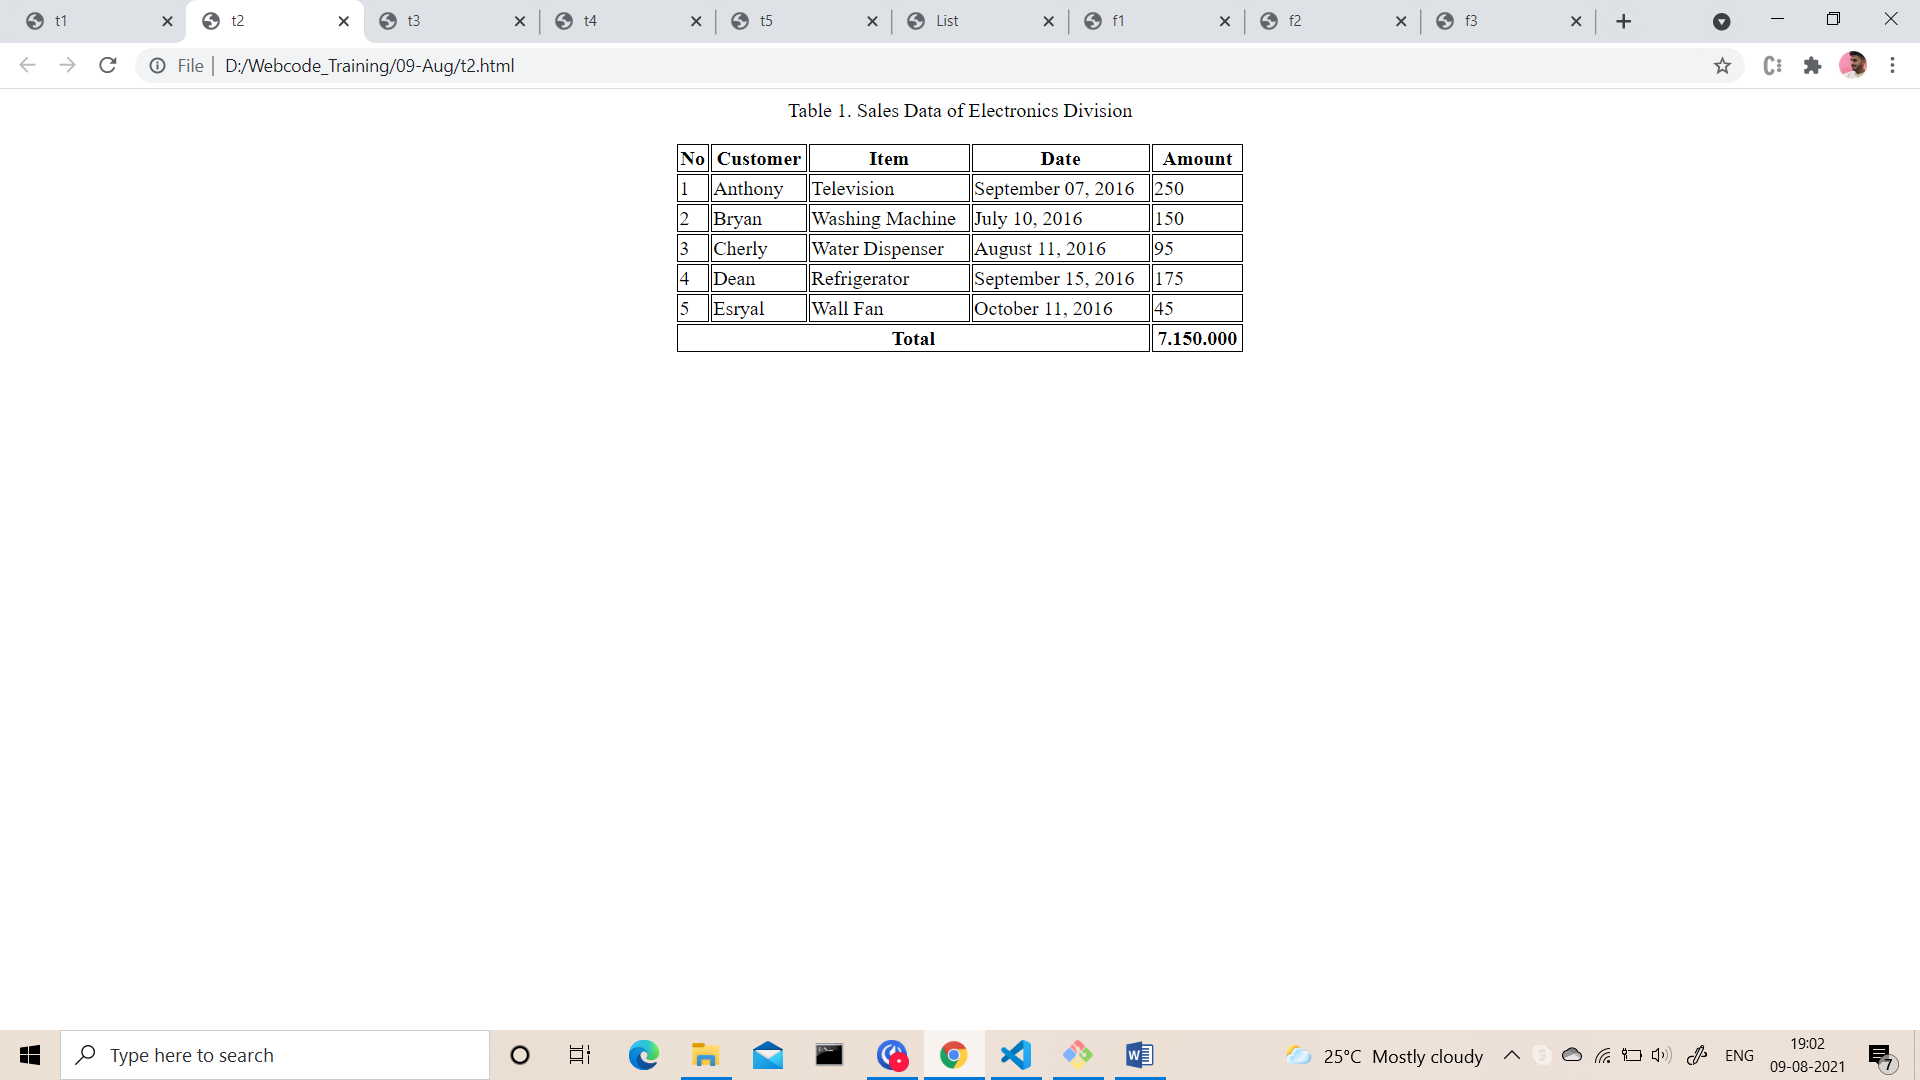 t1 t2 t3 t4 t5 List f1 f2 f3
File D:/Webcode_Training/09-Aug/t2.html
Table 1. Sales Data of Electronics Division
No Customer Item Date Amount
1 Anthony Television September 07, 2016 250
2 Bryan Washing Machine July 10, 2016 150
3 Cherly Water Dispenser August 11, 2016 95
4 Dean Refrigerator September 15, 2016 175
5 Esryal Wall Fan October 11, 2016 45
Total 7.150.000
Type here to search 25°C Mostly cloudy ENG 19:02
09-08-2021 7